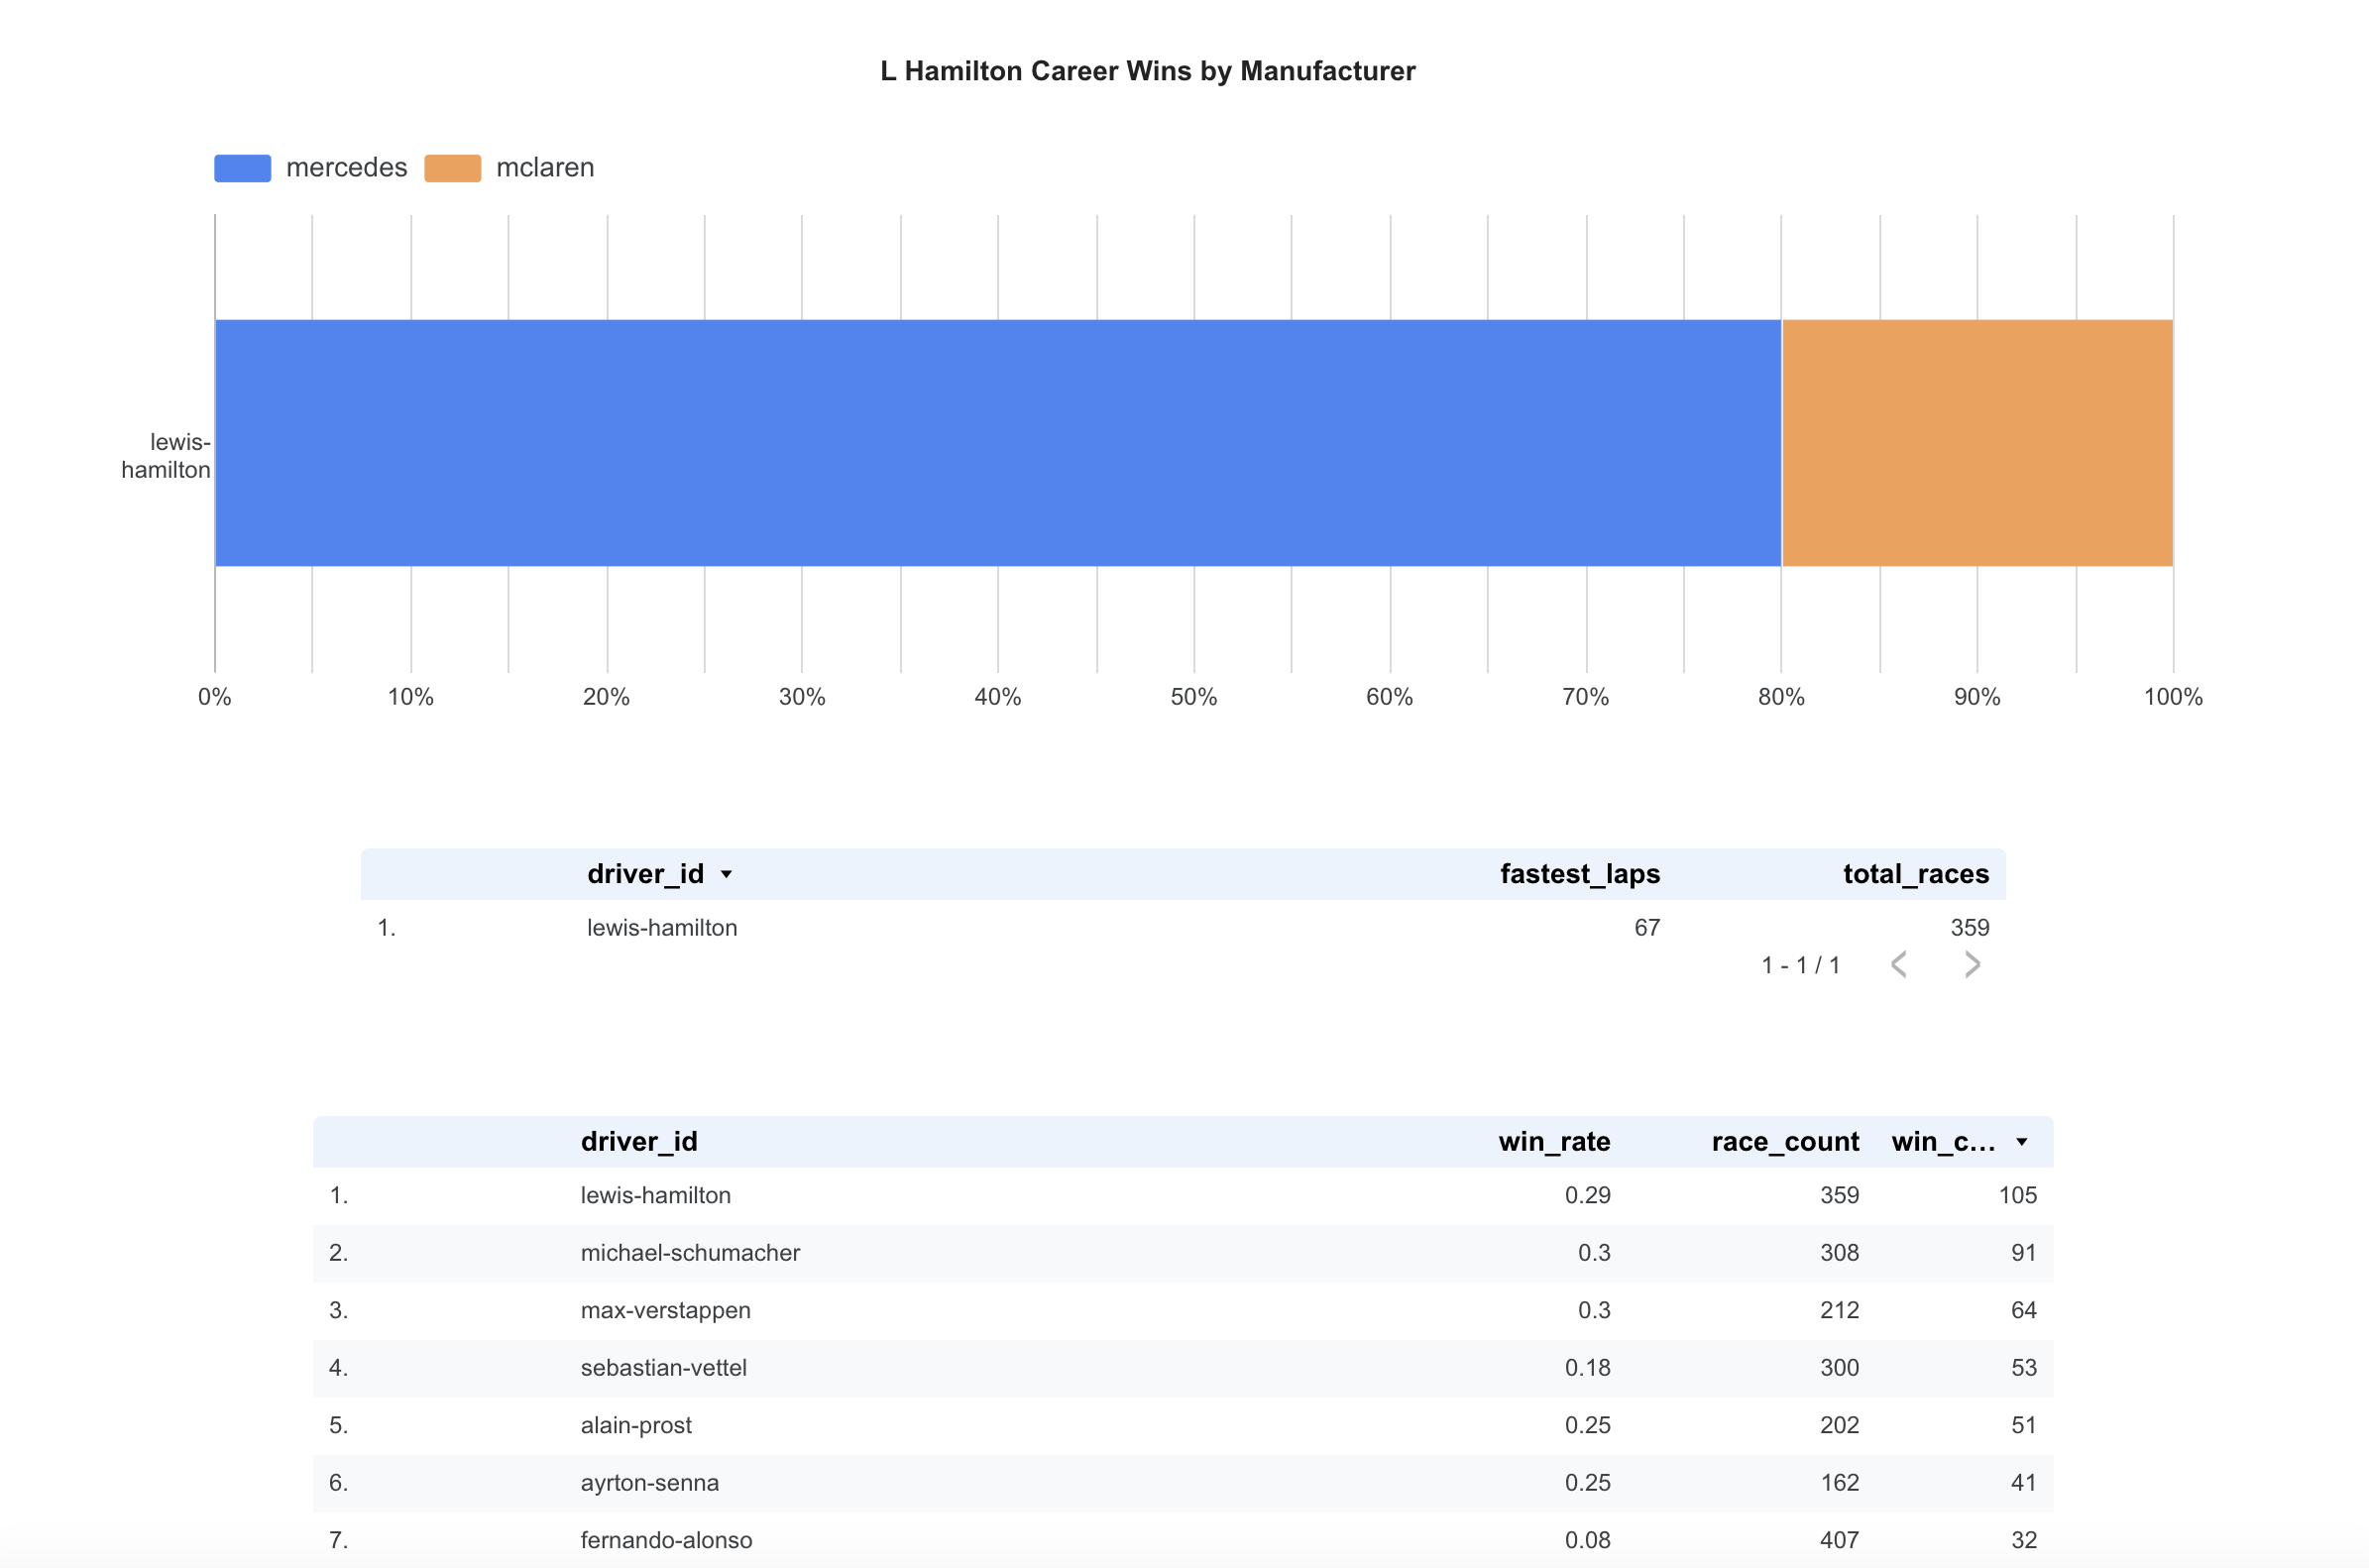 L Hamilton Career Wins by Manufacturer
mercedes mclaren
lewis-
hamilton
0% 10% 20% 30% 40% 50% 60% 70% 80% 90% 100%
driver_id fastest_laps total_races
1. lewis-hamilton 67 359
1 - 1 / 1
driver_id win_rate race_count win_c…
1. lewis-hamilton 0.29 359 105
2. michael-schumacher 0.3 308 91
3. max-verstappen 0.3 212 64
4. sebastian-vettel 0.18 300 53
5. alain-prost 0.25 202 51
6. ayrton-senna 0.25 162 41
7. fernando-alonso 0.08 407 32